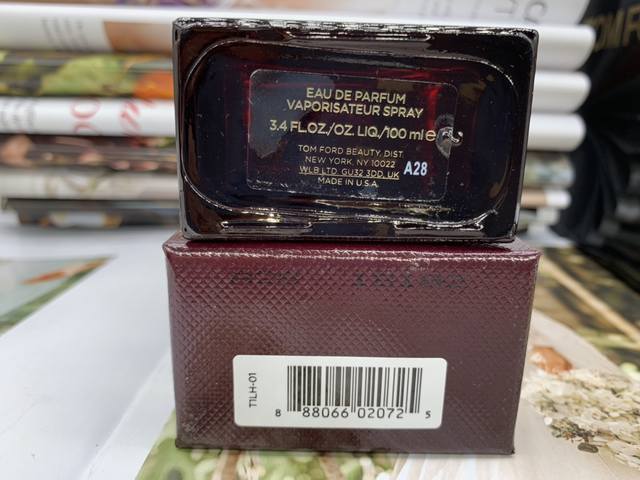 EAU DE PARFUM
VAPORISATEUR SPRAY
3.4 FL.OZ./OZ. LIQ./100 ml e
TOM FORD BEAUTY, DIST.
NEW YORK, NY 10022
WLB LTD. GU32 3DD, UK
MADE IN U.S.A.
A28
T1LH-01
8 88066 02072 5